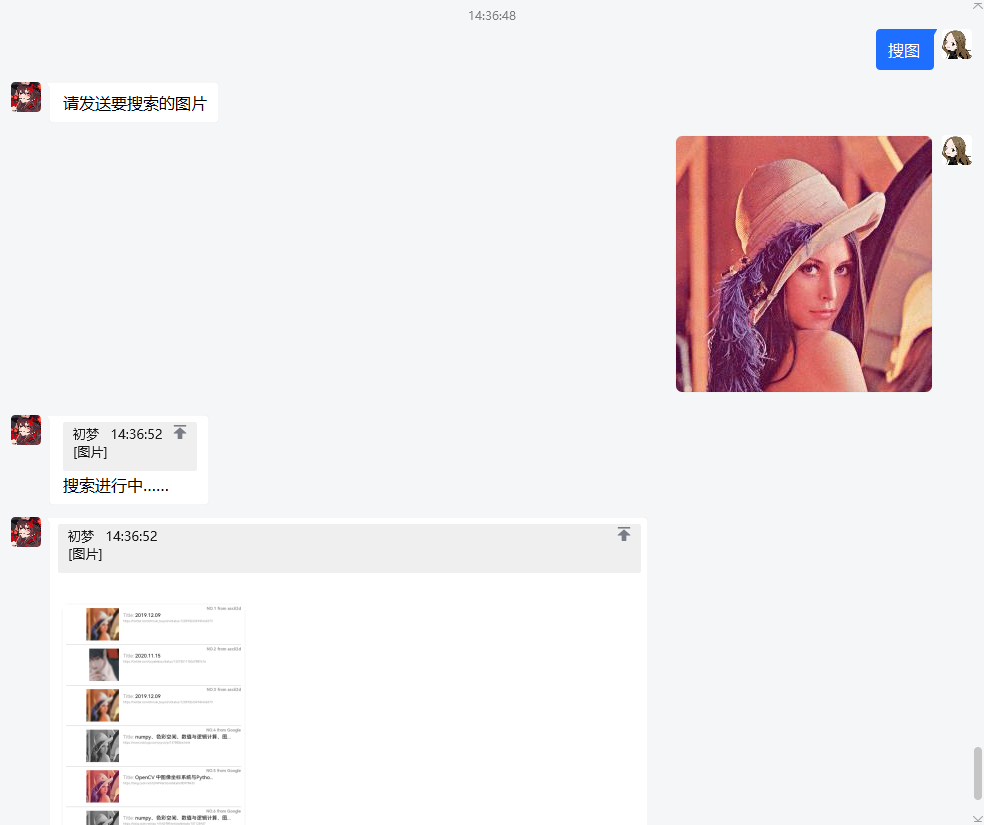 14:36:48
搜图
请发送要搜索的图片
初梦 14:36:52
[图片]
搜索进行中......
初梦 14:36:52
[图片]
NO.1 from ascii2d
Title: 2019.12.09
NO.2 from ascii2d
Title: 2020.11.15
NO.3 from ascii2d
Title: 2019.12.09
NO.4 from Google
Title: numpy、色彩空间、数值与逻辑计算、图...
NO.5 from Google
Title: OpenCV 中图像坐标系统与Pytho...
NO.6 from Google
Title: numpy、色彩空间、数值与逻辑计算、图...